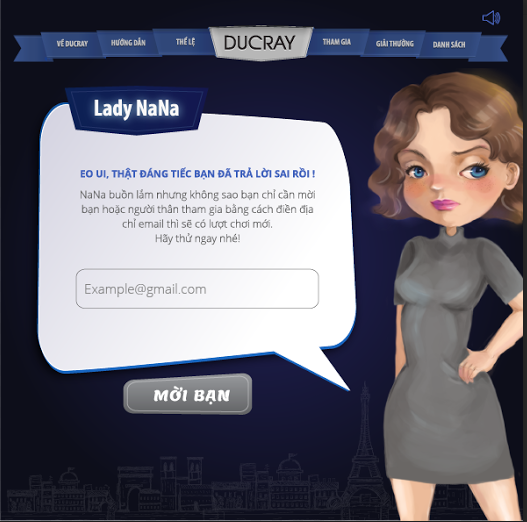 VỀ DUCRAY
HƯỚNG DẪN
THỂ LỆ
DUCRAY
THAM GIA
GIẢI THƯỞNG
DANH SÁCH
Lady NaNa
EO UI, THẬT ĐÁNG TIẾC BẠN ĐÃ TRẢ LỜI SAI RỒI !
NaNa buồn lắm nhưng không sao bạn chỉ cần mời
bạn hoặc người thân tham gia bằng cách điền địa
chỉ email thì sẽ có lượt chơi mới.
Hãy thử ngay nhé!
Example@gmail.com
MỜI BẠN